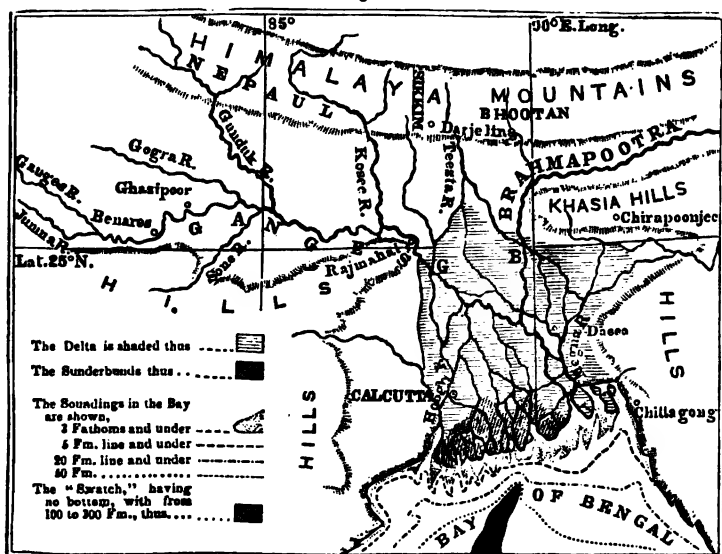 85°
90° E. Long.
HIMALAYA MOUNTAINS
NEPAUL
SIKKIM
BHOOTAN
Darjeling
Gunduk R.
Kosee R.
Teesta R.
BRAHMAPOOTRA
Gogra R.
Ganges R.
Ghazipoor
KHASIA HILLS
Chirapoonjee
Benares
GANGES
Jumna R.
Sone R.
Rajmahal
G
B
Lat. 25° N.
HILLS
HILLS
The Delta is shaded thus
Dacca
Megna R.
The Sunderbunds thus
CALCUTTA
Hoogly R.
HILLS
Chittagong
The Soundings in the Bay
are shown,
3 Fathoms and under
5 Fm. line and under
20 Fm. line and under
50 Fm.
The "Swatch," having
no bottom, with from
100 to 300 Fm., thus
BAY OF BENGAL